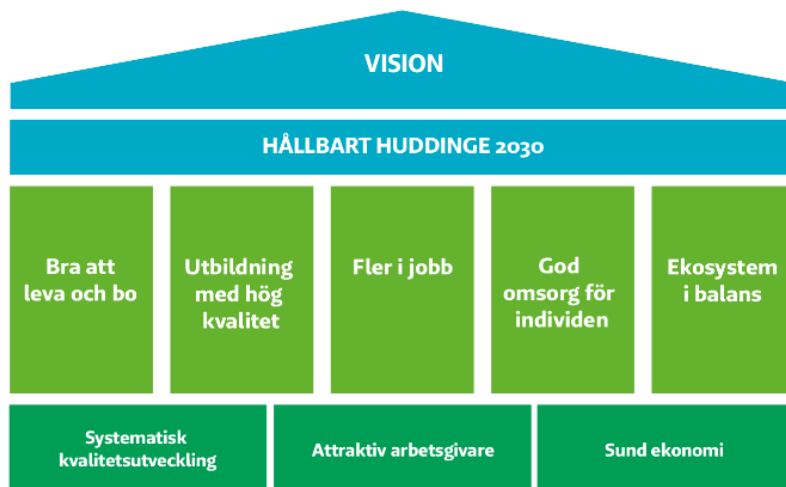 VISION
HÅLLBART HUDDINGE 2030
Bra att
leva och bo
Utbildning
med hög
kvalitet
Fler i jobb
God
omsorg för
individen
Ekosystem
i balans
Systematisk
kvalitetsutveckling
Attraktiv arbetsgivare
Sund ekonomi